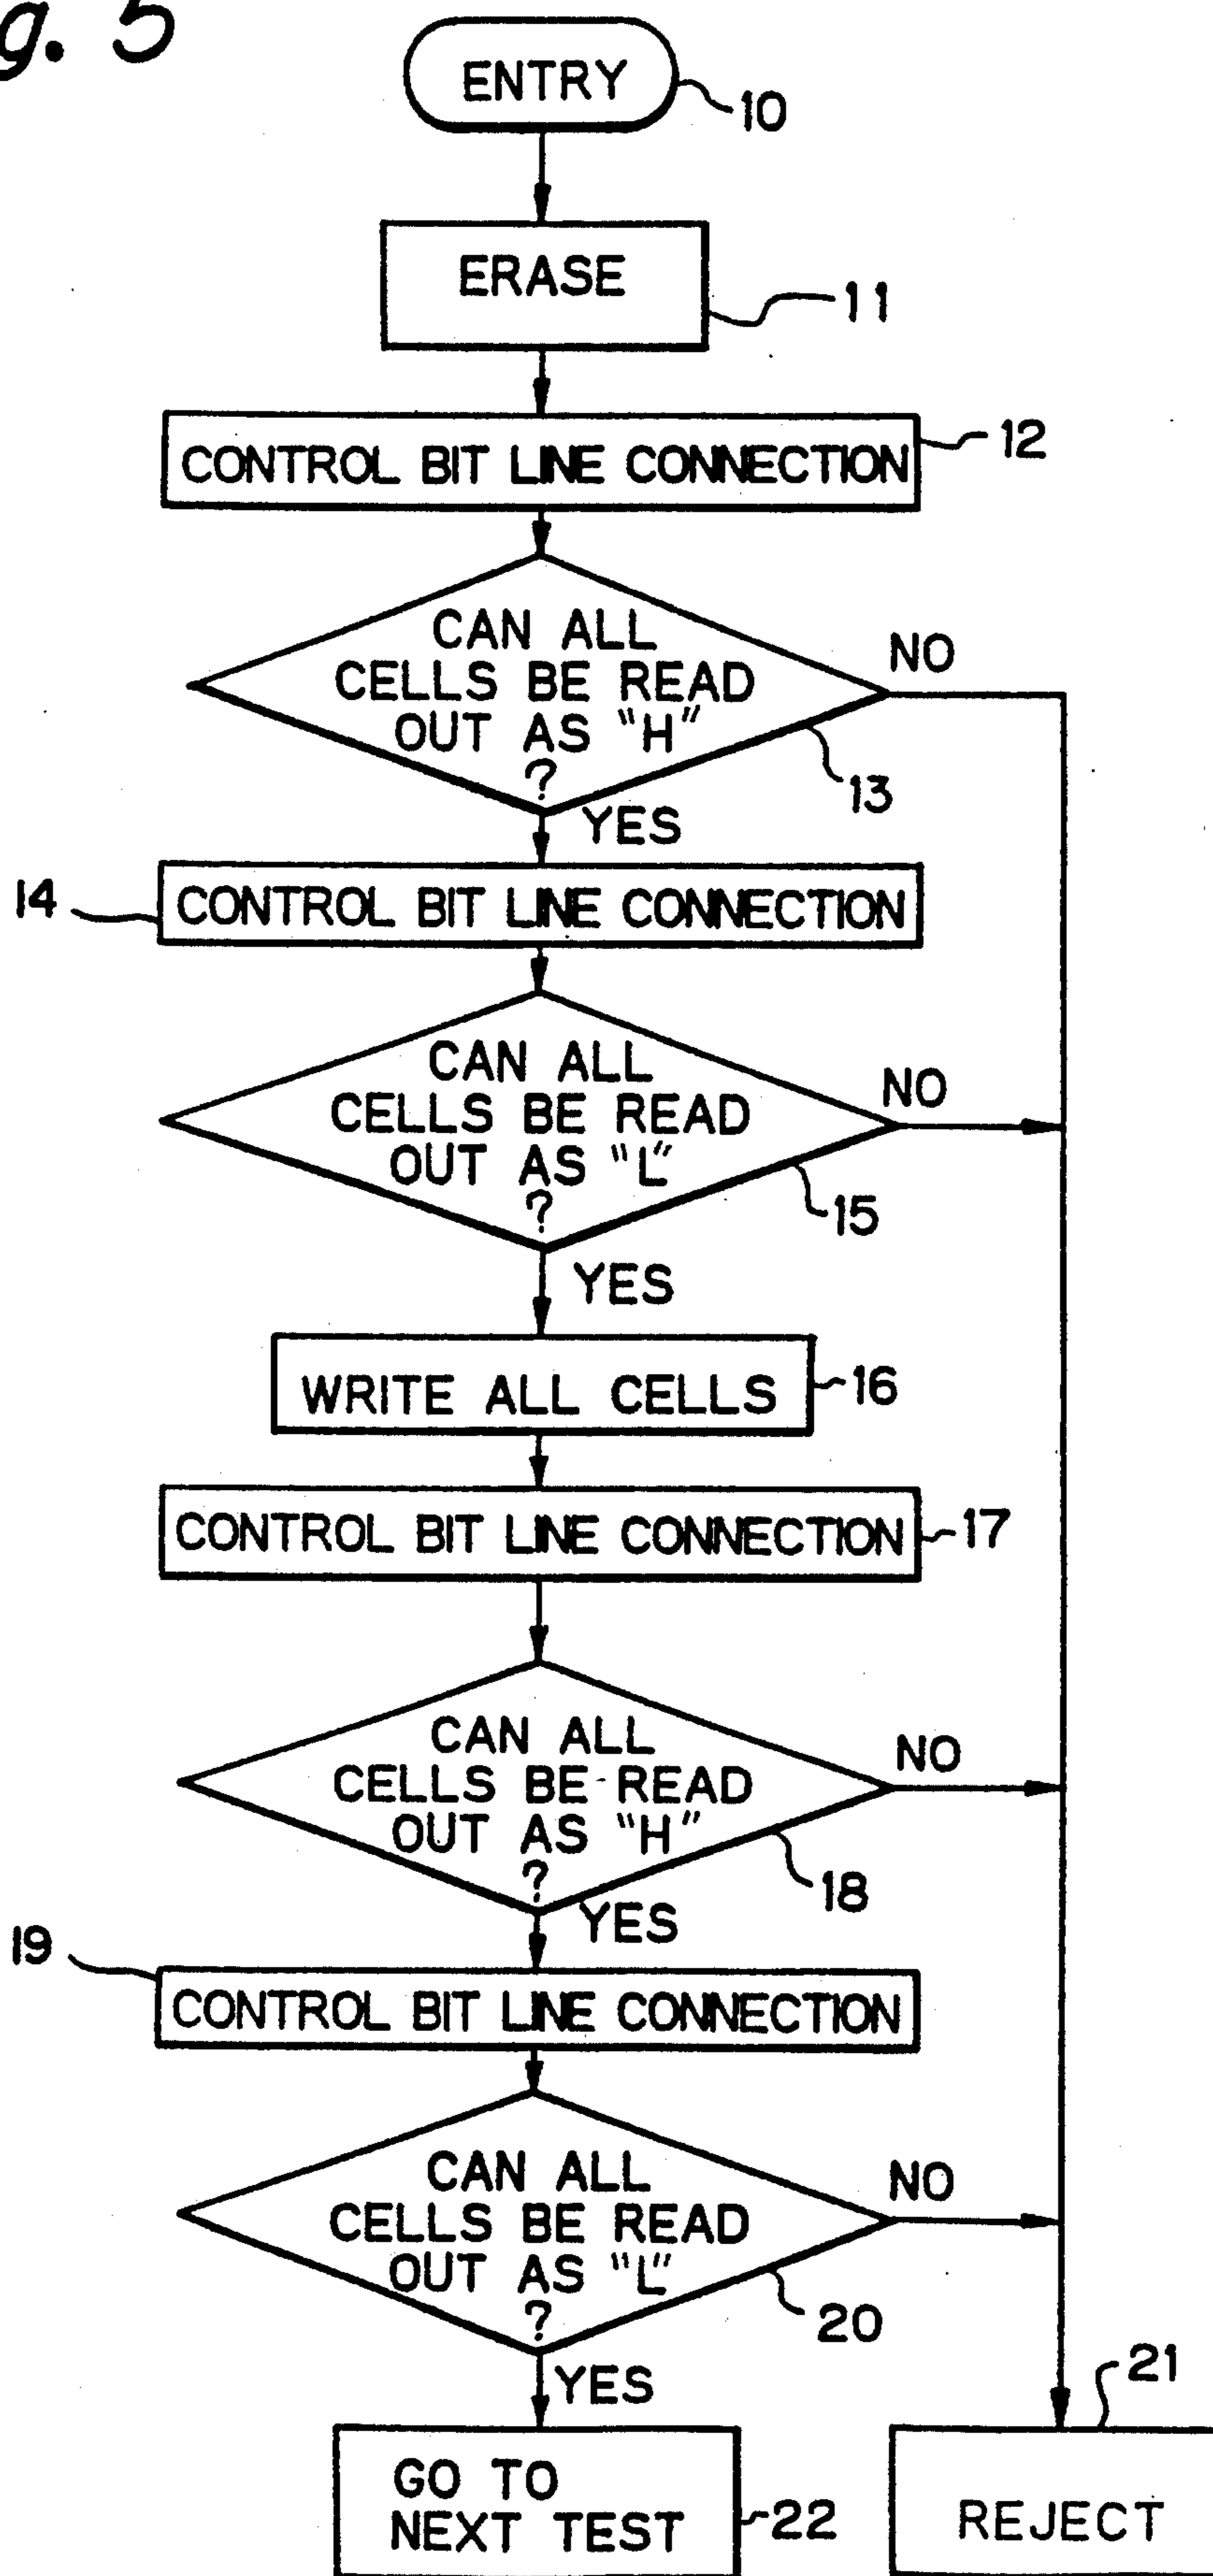 g. 5
ENTRY
10
ERASE
11
CONTROL BIT LINE CONNECTION
12
CAN ALL
CELLS BE READ
OUT AS "H"
?
NO
13
YES
14
CONTROL BIT LINE CONNECTION
CAN ALL
CELLS BE READ
OUT AS "L"
?
NO
15
YES
WRITE ALL CELLS
16
CONTROL BIT LINE CONNECTION
17
CAN ALL
CELLS BE READ
OUT AS "H"
?
NO
18
YES
19
CONTROL BIT LINE CONNECTION
CAN ALL
CELLS BE READ
OUT AS "L"
?
NO
20
YES
21
GO TO
NEXT TEST
22
REJECT